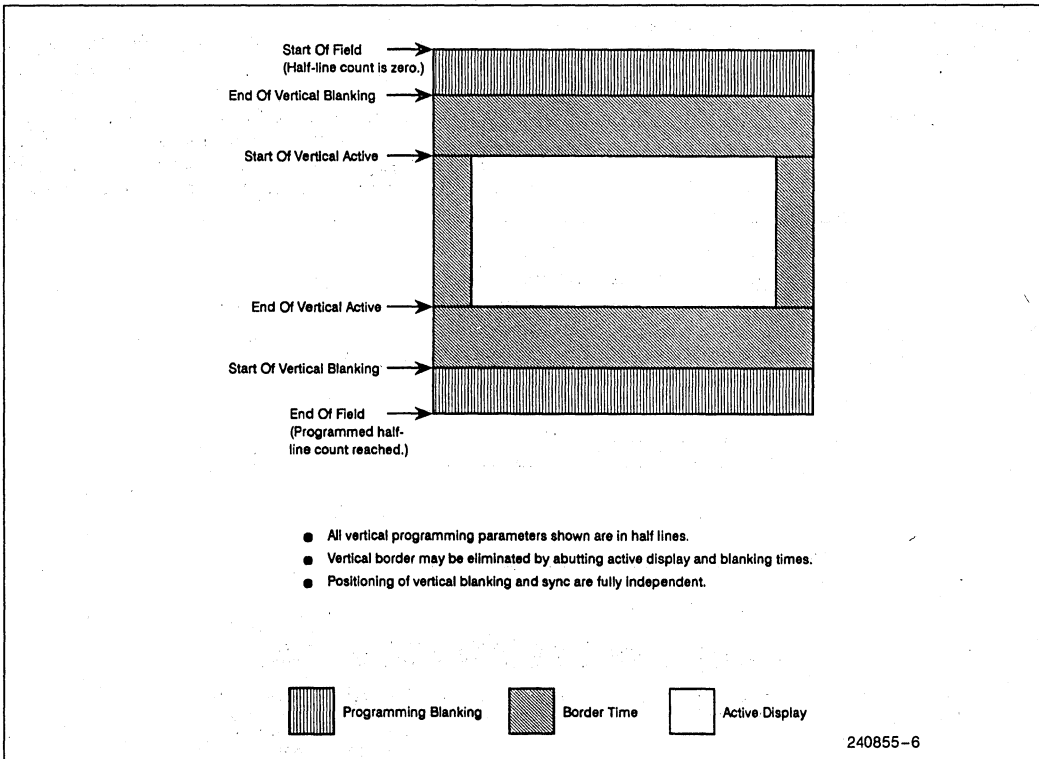 Start Of Field
(Half-line count is zero.)
End Of Vertical Blanking
Start Of Vertical Active
End Of Vertical Active
Start Of Vertical Blanking
End Of Field
(Programmed half-
line count reached.)
● All vertical programming parameters shown are in half lines.
● Vertical border may be eliminated by abutting active display and blanking times.
● Positioning of vertical blanking and sync are fully independent.
Programming Blanking
Border Time
Active Display
240855–6